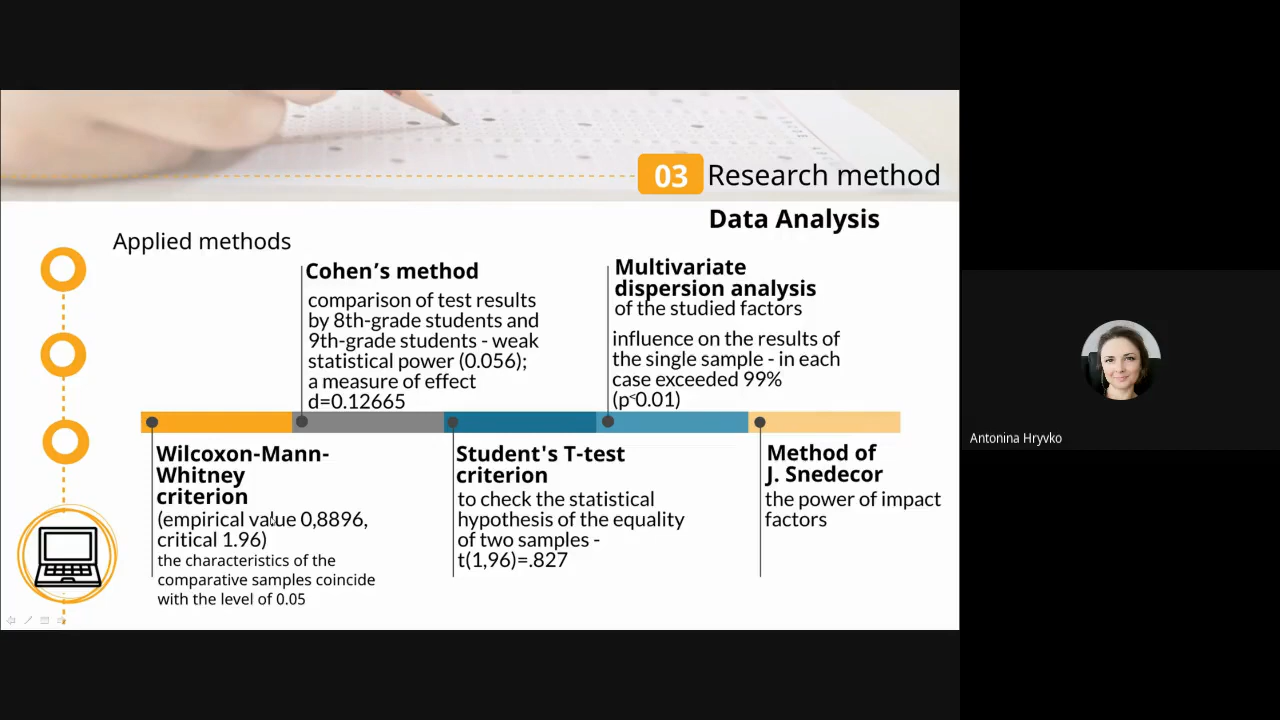 03 Research method
Data Analysis
Applied methods
Cohen’s method
comparison of test results
by 8th-grade students and
9th-grade students - weak
statistical power (0.056);
a measure of effect
d=0.12665
Multivariate
dispersion analysis
of the studied factors
influence on the results of
the single sample - in each
case exceeded 99%
(p<0.01)
Wilcoxon-Mann-
Whitney
criterion
(empirical value 0,8896,
critical 1.96)
the characteristics of the
comparative samples coincide
with the level of 0.05
Student's T-test
criterion
to check the statistical
hypothesis of the equality
of two samples -
t(1,96)=.827
Method of
J. Snedecor
the power of impact
factors
Antonina Hryvko